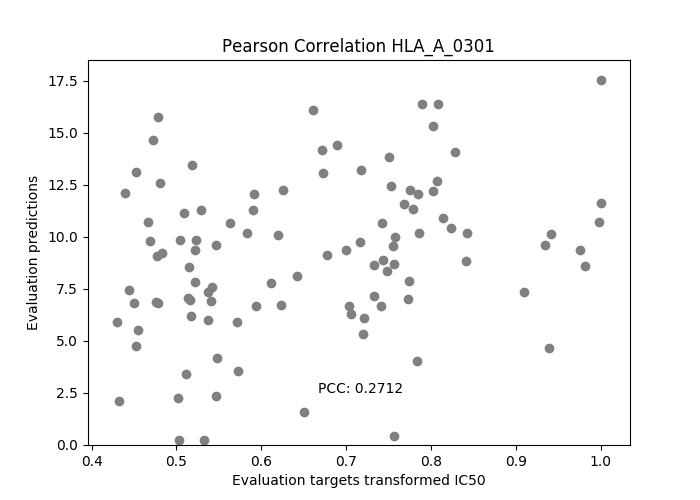 Pearson Correlation HLA_A_0301
17.5
15.0
12.5
10.0
7.5
5.0
2.5
0.0
Evaluation predictions
PCC: 0.2712
0.4 0.5 0.6 0.7 0.8 0.9 1.0
Evaluation targets transformed IC50